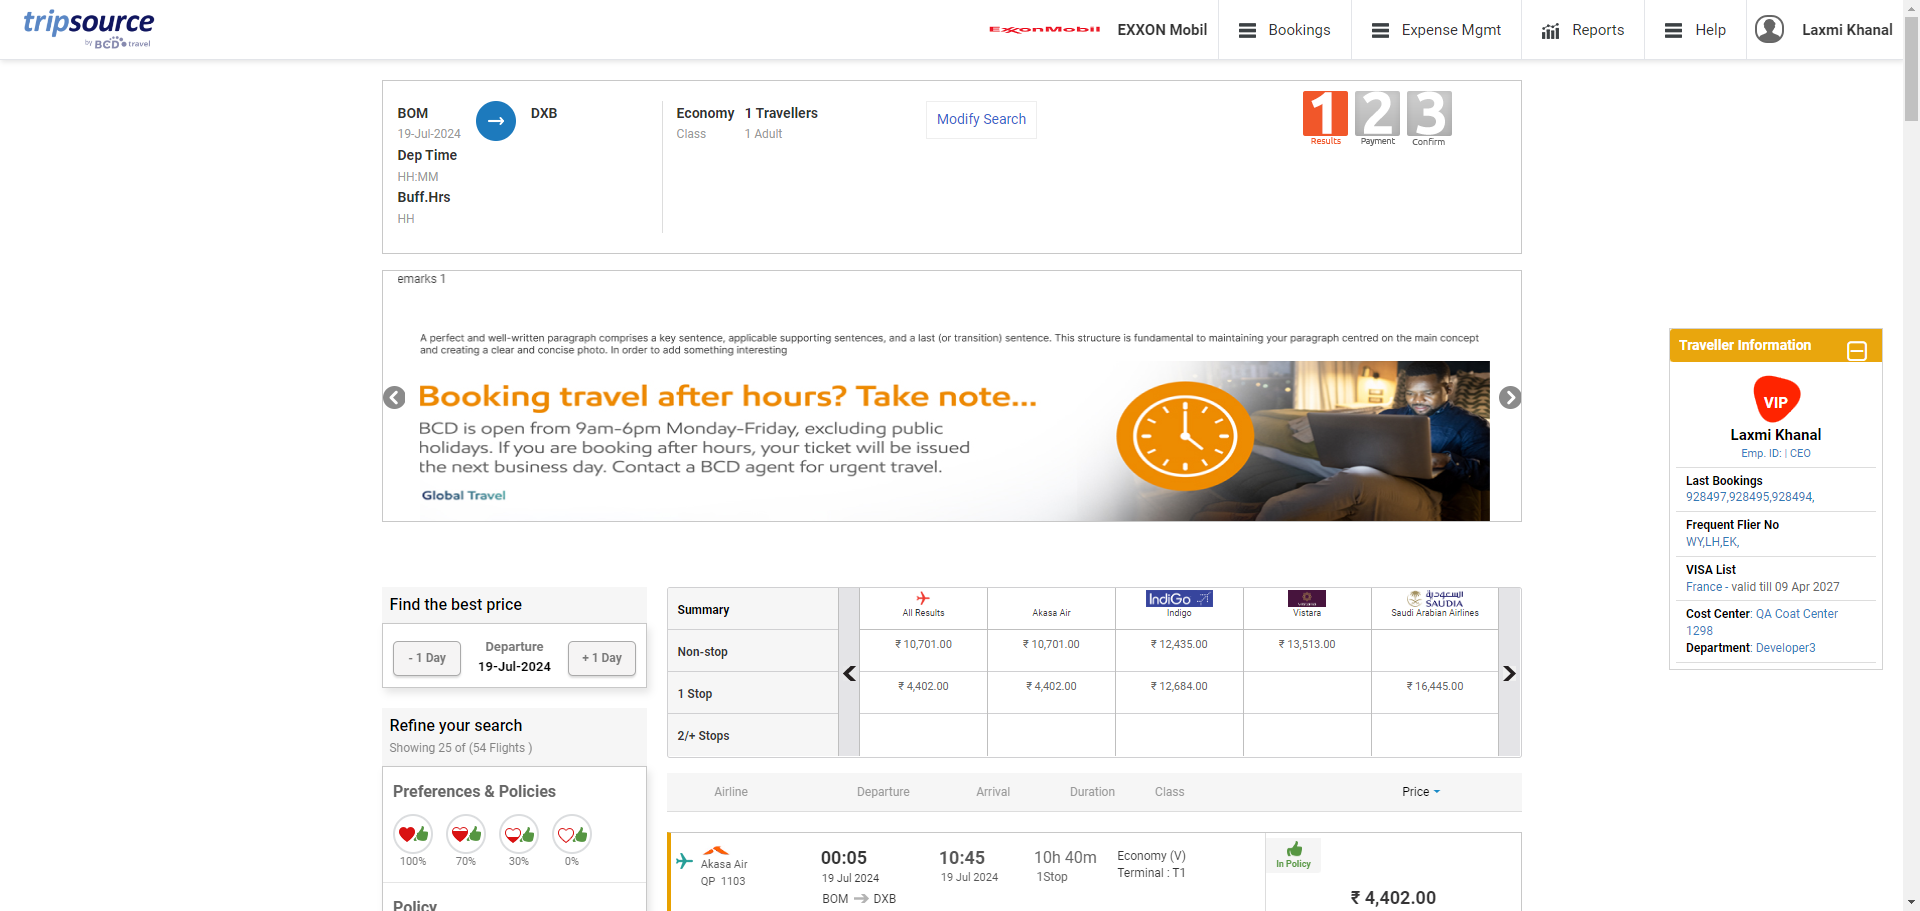 tripsource
by BCD travel
ExxonMobil EXXON Mobil
Bookings
Expense Mgmt
Reports
Help
Laxmi Khanal
BOM
19-Jul-2024
Dep Time
HH:MM
Buff.Hrs
HH
DXB
Economy
Class
1 Travellers
1 Adult
Modify Search
1 2 3
Results Payment Confirm
emarks 1
A perfect and well-written paragraph comprises a key sentence, applicable supporting sentences, and a last (or transition) sentence. This structure is fundamental to maintaining your paragraph centred on the main concept
and creating a clear and concise photo. In order to add something interesting
Booking travel after hours? Take note...
BCD is open from 9am-6pm Monday-Friday, excluding public
holidays. If you are booking after hours, your ticket will be issued
the next business day. Contact a BCD agent for urgent travel.
Global Travel
Traveller Information
VIP
Laxmi Khanal
Emp. ID: | CEO
Last Bookings
928497,928495,928494,
Frequent Flier No
WY,LH,EK,
VISA List
France - valid till 09 Apr 2027
Cost Center: QA Coat Center
1298
Department: Developer3
Find the best price
- 1 Day
Departure
19-Jul-2024
+ 1 Day
Refine your search
Showing 25 of (54 Flights )
Preferences & Policies
100% 70% 30% 0%
Policy
Summary
All Results
Akasa Air
IndiGo
Indigo
Vistara
السعودية
SAUDIA
Saudi Arabian Airlines
Non-stop ₹ 10,701.00 ₹ 10,701.00 ₹ 12,435.00 ₹ 13,513.00
1 Stop ₹ 4,402.00 ₹ 4,402.00 ₹ 12,684.00 ₹ 16,445.00
2/+ Stops
Airline Departure Arrival Duration Class Price
Akasa Air
QP 1103
00:05
19 Jul 2024
BOM DXB
10:45
19 Jul 2024
10h 40m
1Stop
Economy (V)
Terminal : T1
In Policy
₹ 4,402.00